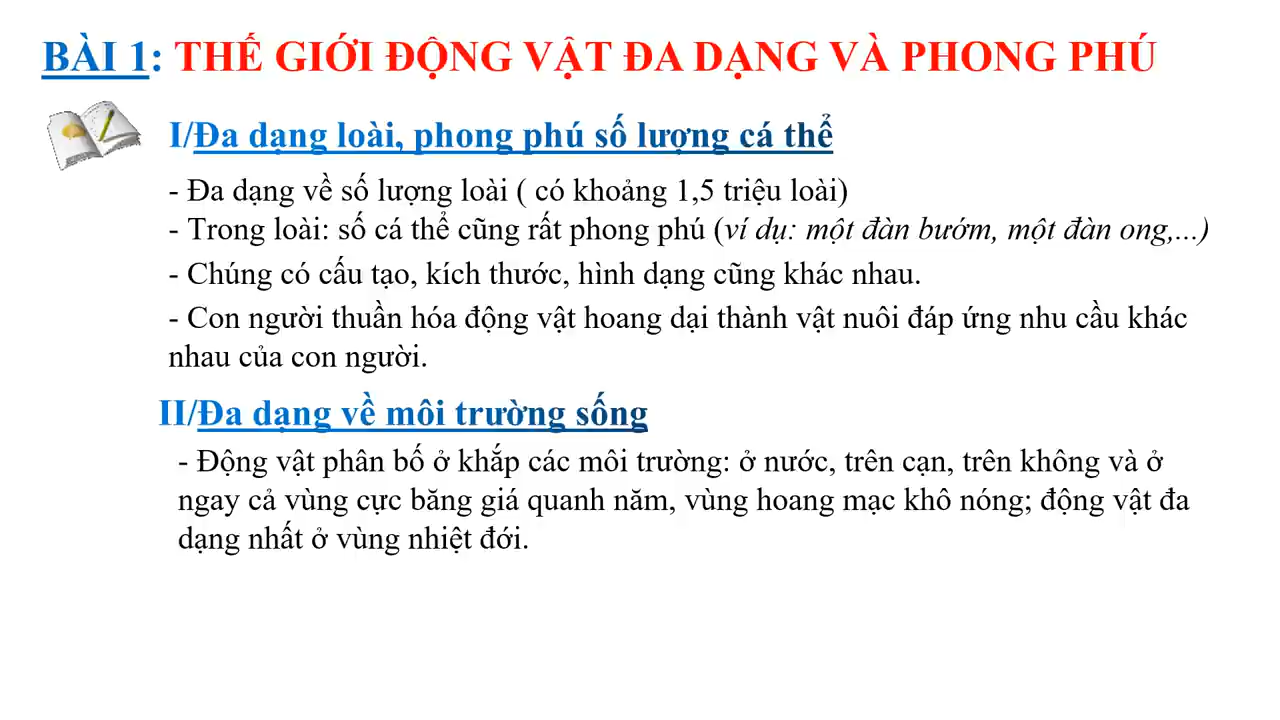 BÀI 1: THẾ GIỚI ĐỘNG VẬT ĐA DẠNG VÀ PHONG PHÚ
I/Đa dạng loài, phong phú số lượng cá thể
- Đa dạng về số lượng loài ( có khoảng 1,5 triệu loài)
- Trong loài: số cá thể cũng rất phong phú (ví dụ: một đàn bướm, một đàn ong,...)
- Chúng có cấu tạo, kích thước, hình dạng cũng khác nhau.
- Con người thuần hóa động vật hoang dại thành vật nuôi đáp ứng nhu cầu khác
nhau của con người.
II/Đa dạng về môi trường sống
- Động vật phân bố ở khắp các môi trường: ở nước, trên cạn, trên không và ở
ngay cả vùng cực băng giá quanh năm, vùng hoang mạc khô nóng; động vật đa
dạng nhất ở vùng nhiệt đới.